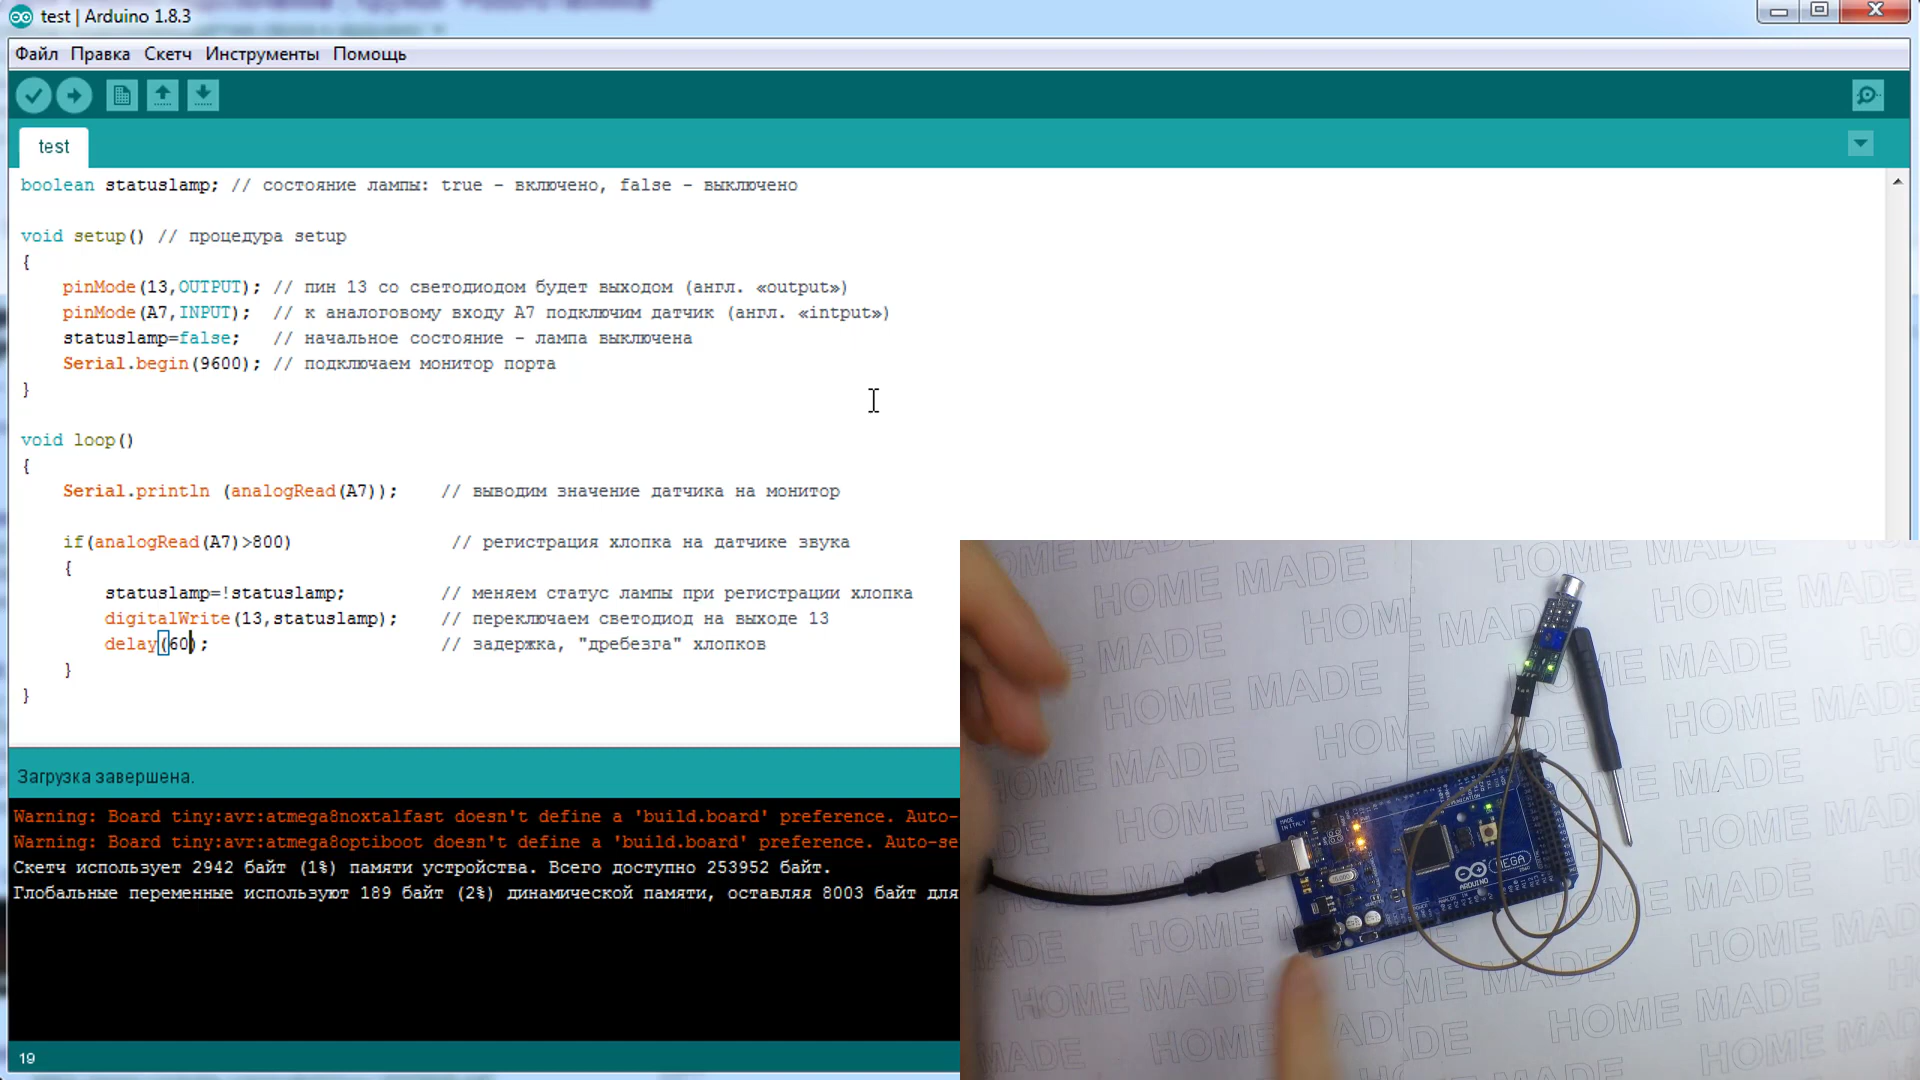 test | Arduino 1.8.3
Файл Правка Скетч Инструменты Помощь
test
boolean statuslamp; // состояние лампы: true - включено, false - выключено
void setup() // процедура setup
{
pinMode(13,OUTPUT); // пин 13 со светодиодом будет выходом (англ. «output»)
pinMode(A7,INPUT); // к аналоговому входу A7 подключим датчик (англ. «intput»)
statuslamp=false; // начальное состояние - лампа выключена
Serial.begin(9600); // подключаем монитор порта
}
void loop()
{
Serial.println (analogRead(A7)); // выводим значение датчика на монитор
if(analogRead(A7)>800) // регистрация хлопка на датчике звука
{
statuslamp=!statuslamp; // меняем статус лампы при регистрации хлопка
digitalWrite(13,statuslamp); // переключаем светодиод на выходе 13
delay(60); // задержка, "дребезга" хлопков
}
}
Загрузка завершена.
Warning: Board tiny:avr:atmega8noxtalfast doesn't define a 'build.board' preference. Auto-
Warning: Board tiny:avr:atmega8optiboot doesn't define a 'build.board' preference. Auto-se
Скетч использует 2942 байт (1%) памяти устройства. Всего доступно 253952 байт.
Глобальные переменные используют 189 байт (2%) динамической памяти, оставляя 8003 байт для
19
HOME MADE HOME MADE
HOME MADE
HOME MADE
MADE IN ITALY
MEGA
ARDUINO